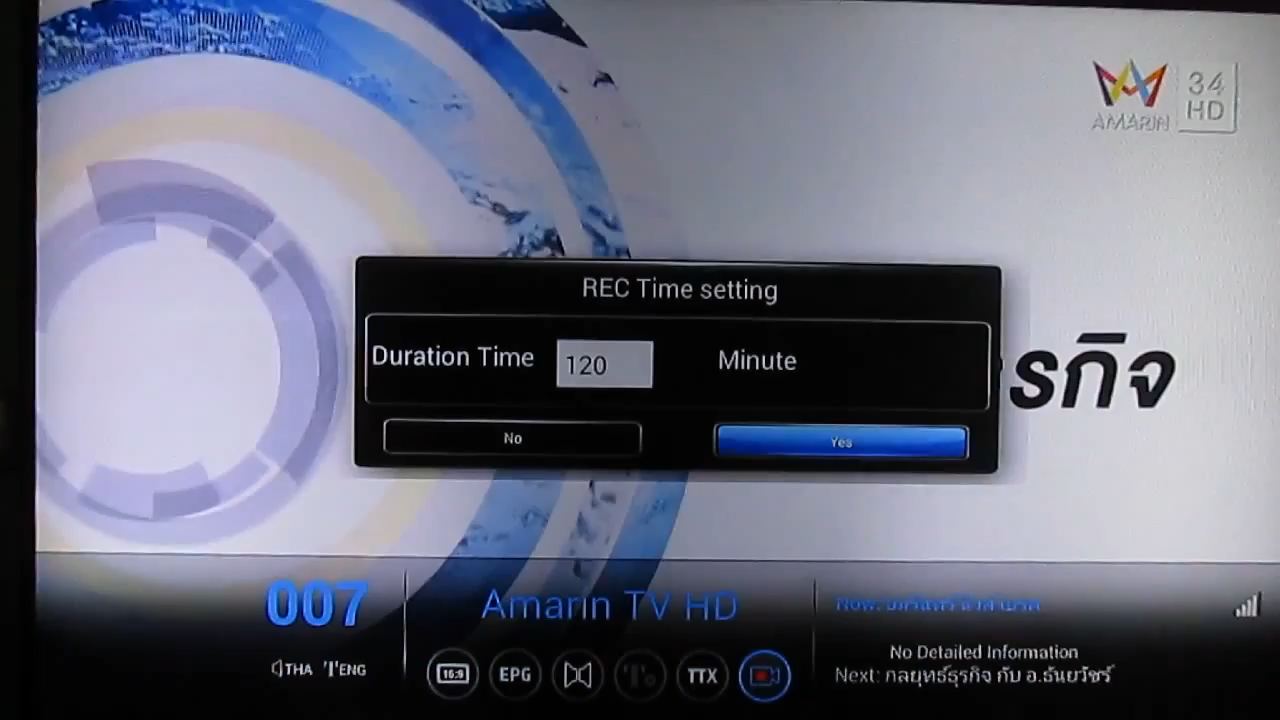 AMARIN
34
HD
REC Time setting
Duration Time 120 Minute
No Yes
รกิจ
007
Amarin TV HD
Now:
No Detailed Information
Next: กลยุทธ์ธุรกิจ กับ อ.ธันยวัชร์
THA ENG
16:9 EPG TTX